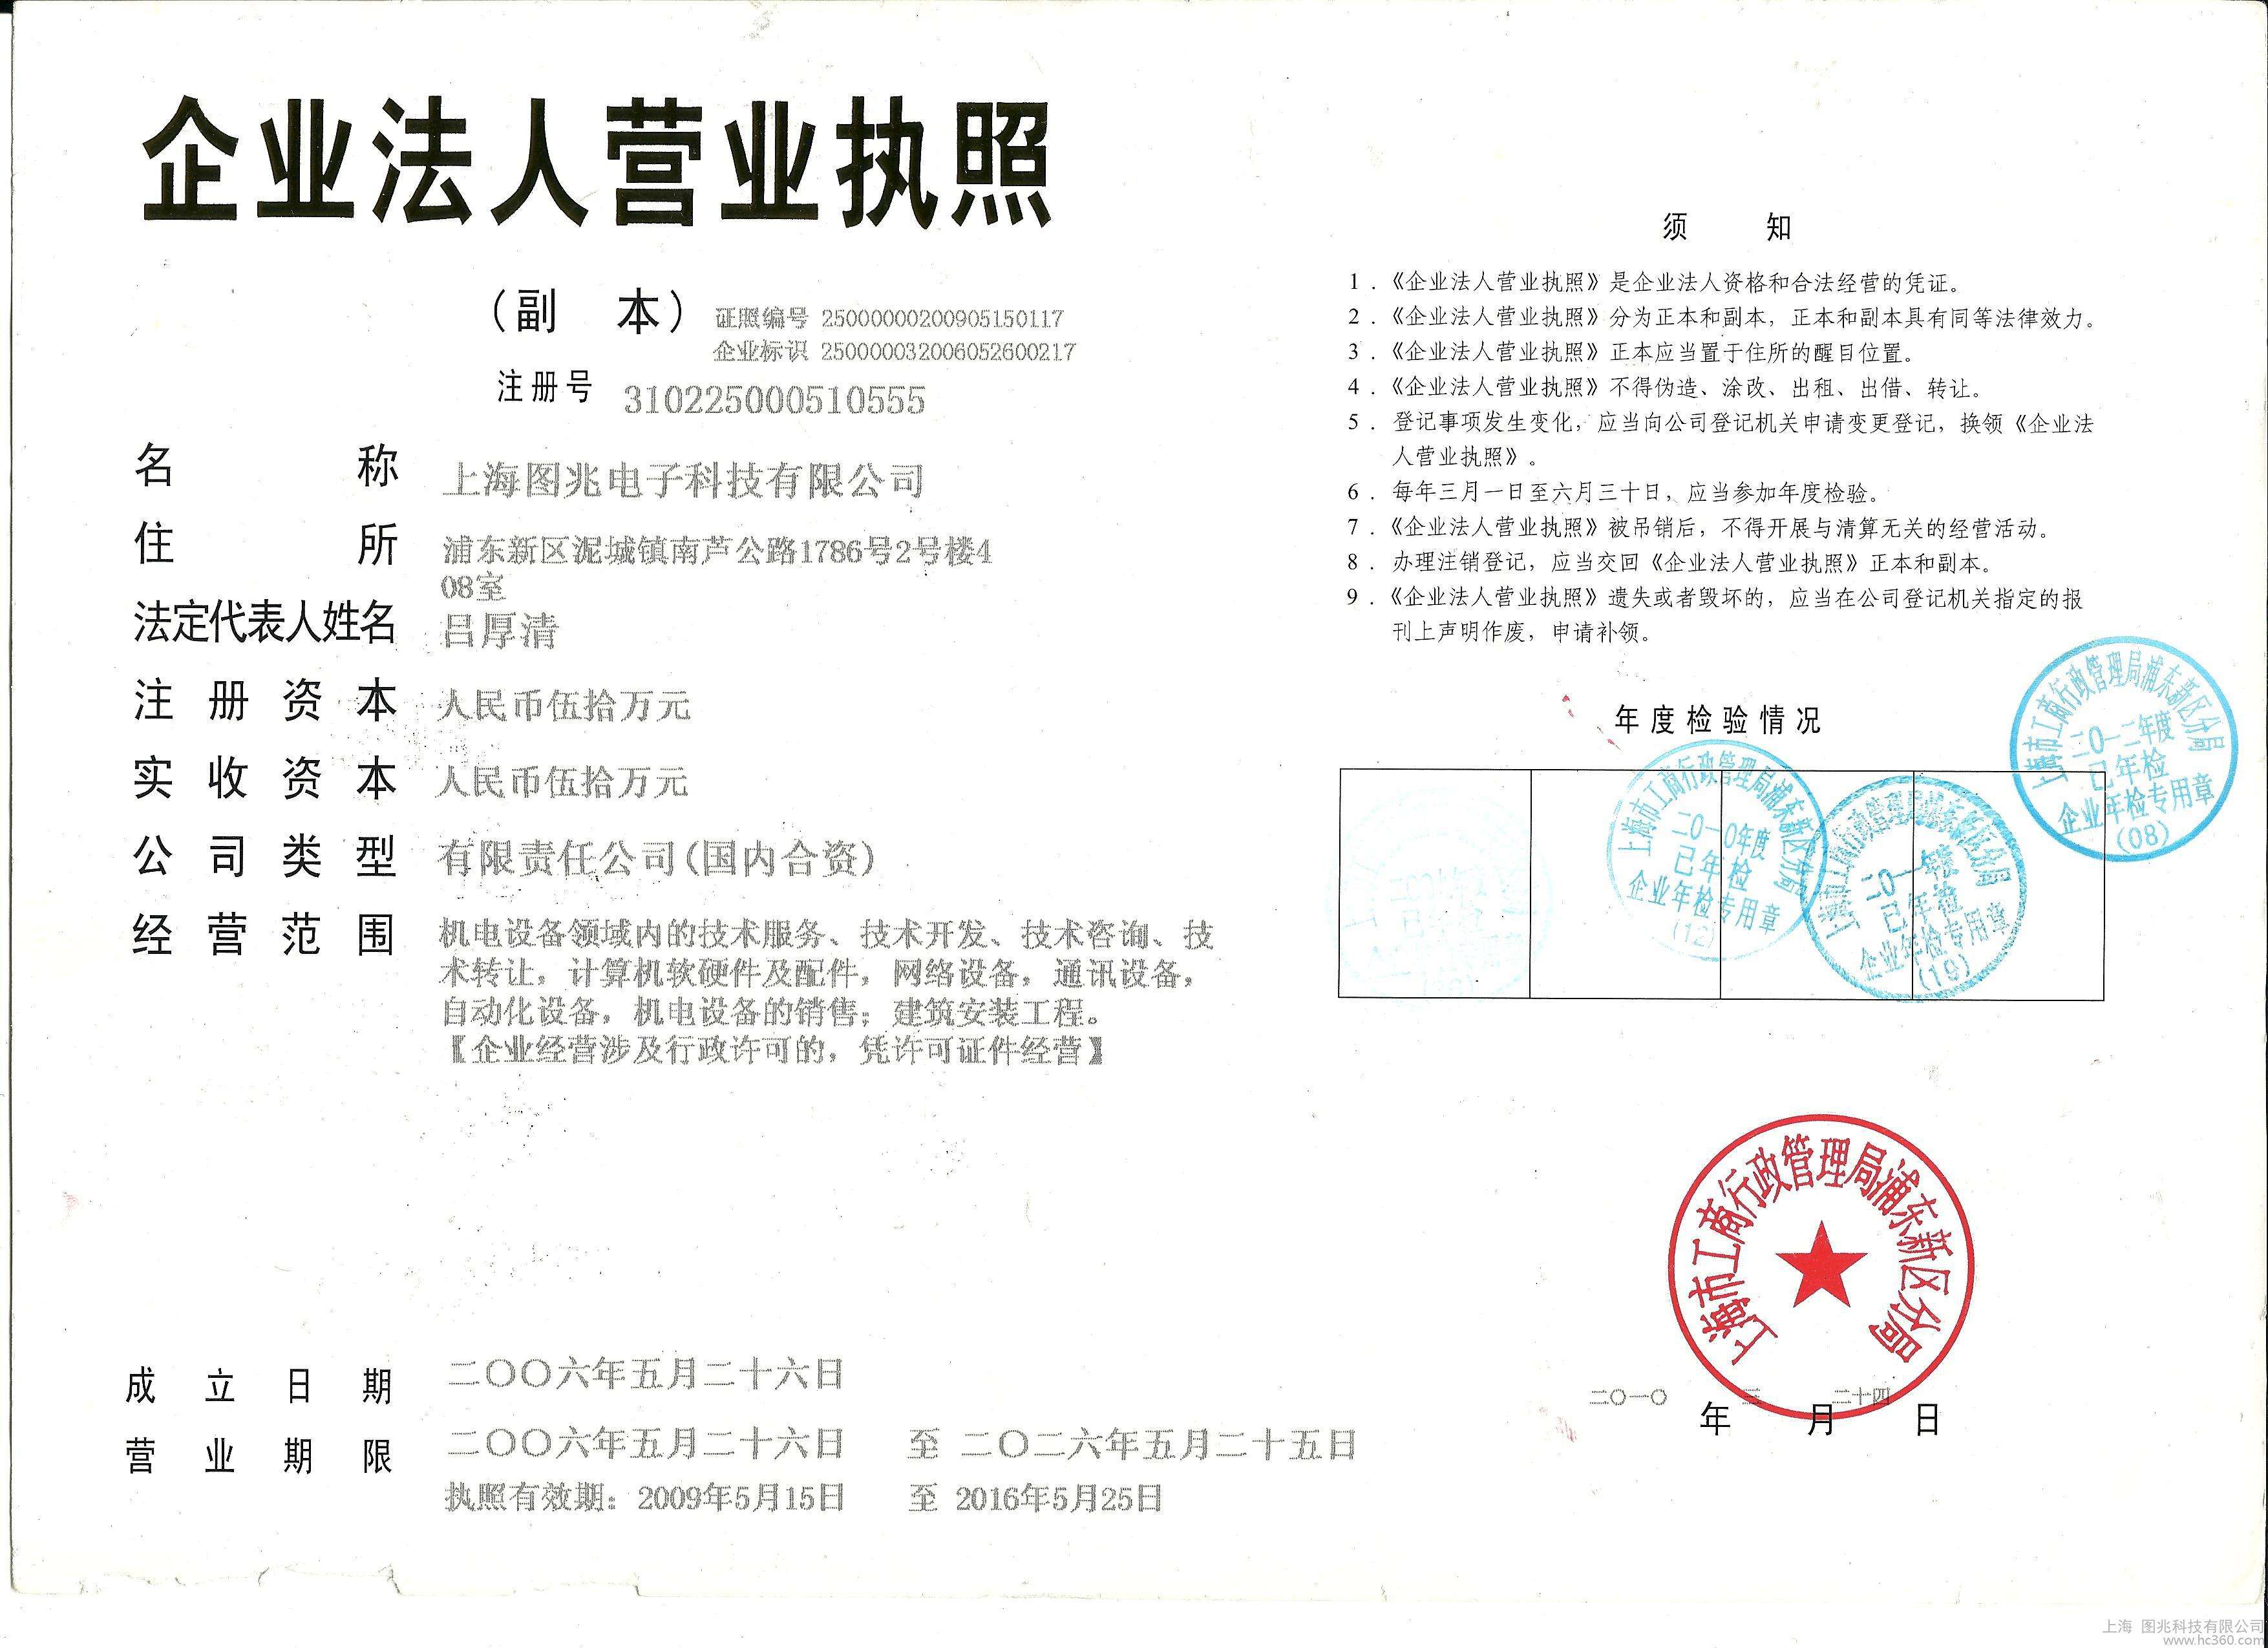 企业法人营业执照
（副 本）
证照编号 25000000200905150117
企业标识 250000032006052600217
注册号 310225000510555
名称 上海图兆电子科技有限公司
住所 浦东新区泥城镇南芦公路1786号2号楼4
08室
法定代表人姓名 吕厚清
注册资本 人民币伍拾万元
实收资本 人民币伍拾万元
公司类型 有限责任公司(国内合资)
经营范围 机电设备领域内的技术服务、技术开发、技术咨询、技
术转让，计算机软硬件及配件，网络设备，通讯设备，
自动化设备，机电设备的销售；建筑安装工程。
【企业经营涉及行政许可的，凭许可证件经营】
成立日期 二〇〇六年五月二十六日
营业期限 二〇〇六年五月二十六日 至 二〇二六年五月二十五日
执照有效期：2009年5月15日 至 2016年5月25日
须 知
1．《企业法人营业执照》是企业法人资格和合法经营的凭证。
2．《企业法人营业执照》分为正本和副本，正本和副本具有同等法律效力。
3．《企业法人营业执照》正本应当置于住所的醒目位置。
4．《企业法人营业执照》不得伪造、涂改、出租、出借、转让。
5．登记事项发生变化，应当向公司登记机关申请变更登记，换领《企业法
人营业执照》。
6．每年三月一日至六月三十日，应当参加年度检验。
7．《企业法人营业执照》被吊销后，不得开展与清算无关的经营活动。
8．办理注销登记，应当交回《企业法人营业执照》正本和副本。
9．《企业法人营业执照》遗失或者毁坏的，应当在公司登记机关指定的报
刊上声明作废，申请补领。
年度检验情况
上海市工商行政管理局浦东新区分局
二〇一〇年度
已年检
企业年检专用章
(12)
上海市工商行政管理局浦东新区分局
二〇一一年度
已年检
企业年检专用章
(19)
上海市工商行政管理局浦东新区分局
二〇一二年度
已年检
企业年检专用章
(08)
上海市工商行政管理局浦东新区分局
二〇一〇 年 三 月 二十四 日
上海 图兆科技有限公司
www.hc360.com